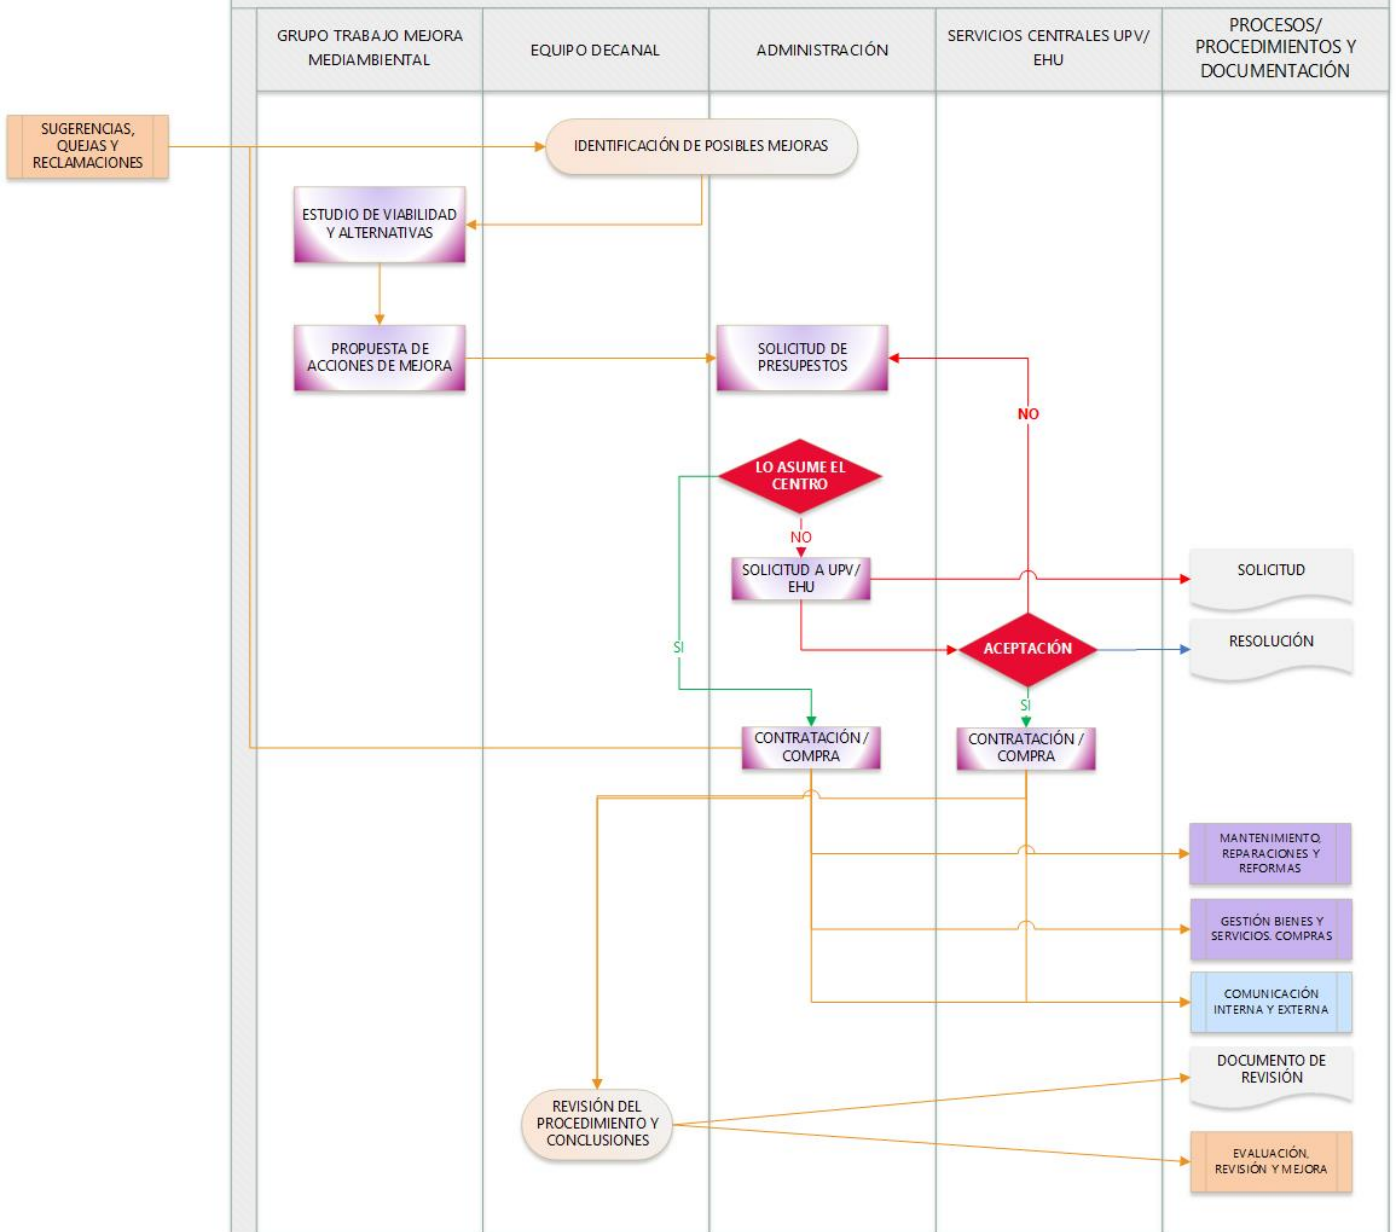 GRUPO TRABAJO MEJORA
MEDIAMBIENTAL
EQUIPO DECANAL
ADMINISTRACIÓN
SERVICIOS CENTRALES UPV/
EHU
PROCESOS/
PROCEDIMIENTOS Y
DOCUMENTACIÓN
SUGERENCIAS,
QUEJAS Y
RECLAMACIONES
IDENTIFICACIÓN DE POSIBLES MEJORAS
ESTUDIO DE VIABILIDAD
Y ALTERNATIVAS
PROPUESTA DE
ACCIONES DE MEJORA
SOLICITUD DE
PRESUPESTOS
NO
LO ASUME EL
CENTRO
NO
SOLICITUD A UPV/
EHU
SOLICITUD
SI
ACEPTACIÓN
RESOLUCIÓN
SI
CONTRATACIÓN /
COMPRA
CONTRATACIÓN /
COMPRA
MANTENIMIENTO,
REPARACIONES Y
REFORMAS
GESTIÓN BIENES Y
SERVICIOS. COMPRAS
COMUNICACIÓN
INTERNA Y EXTERNA
DOCUMENTO DE
REVISIÓN
REVISIÓN DEL
PROCEDIMIENTO Y
CONCLUSIONES
EVALUACIÓN,
REVISIÓN Y MEJORA